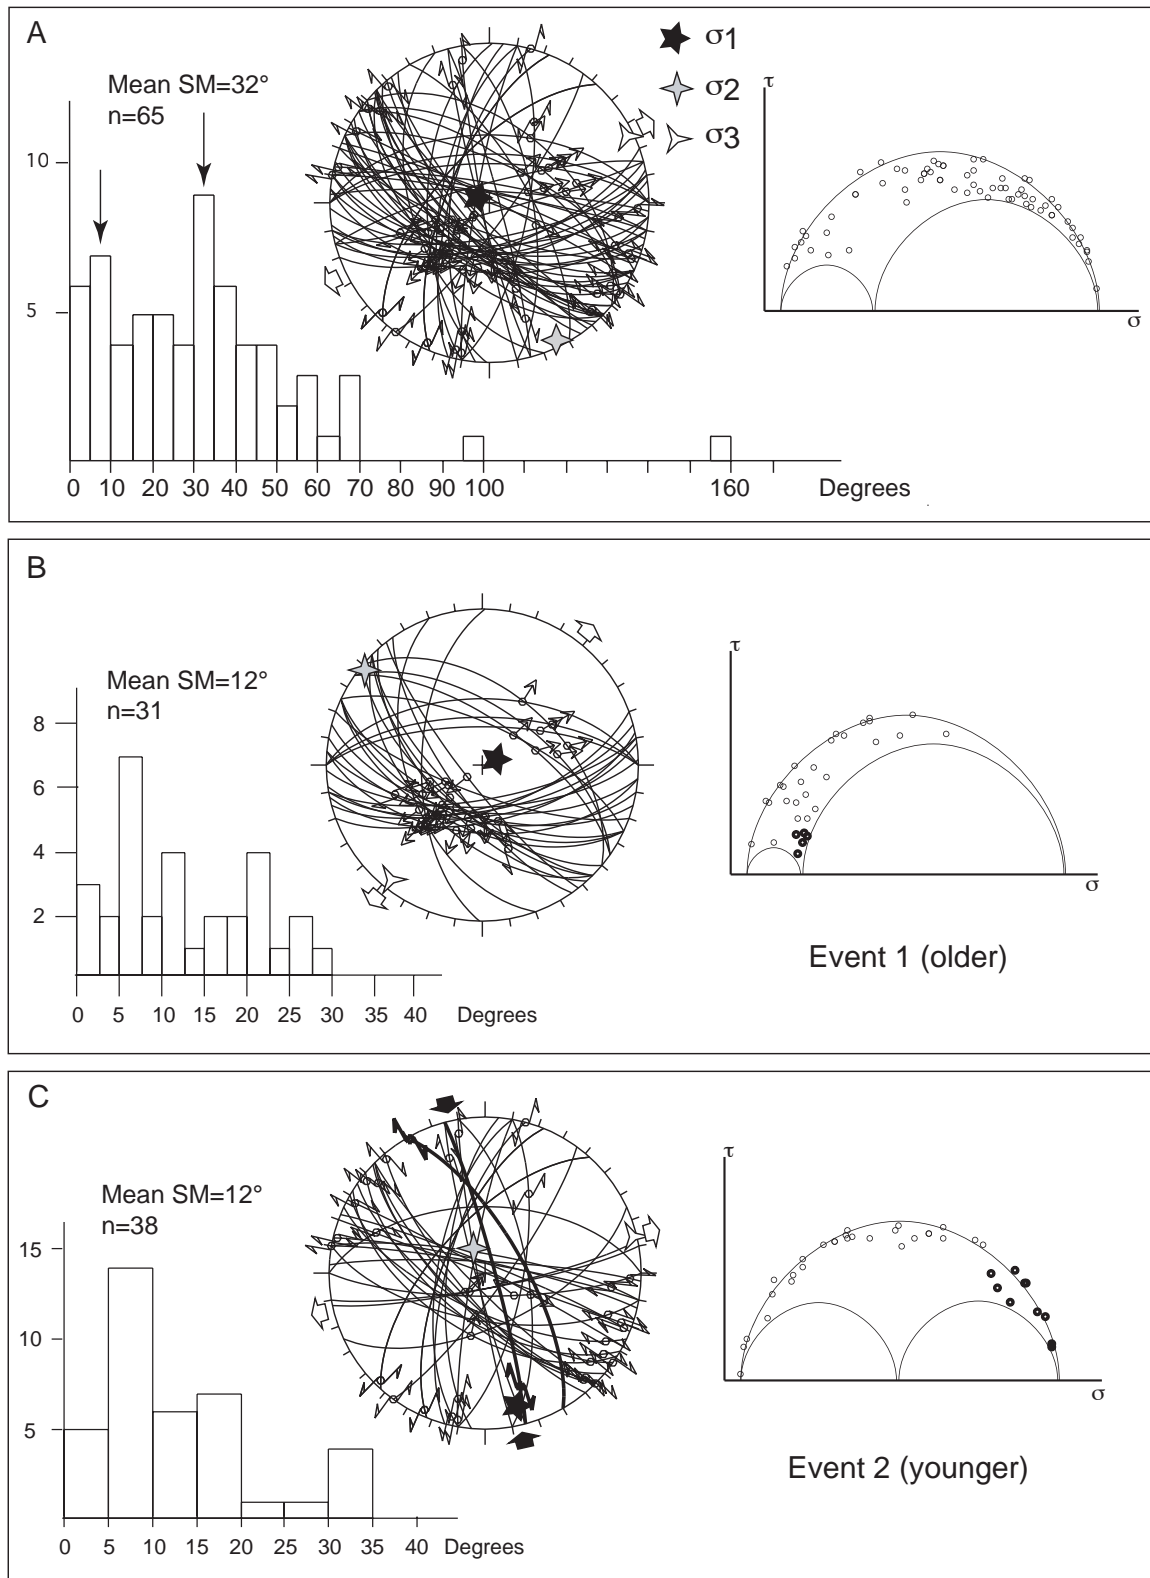 A
σ1
σ2
σ3
Mean SM=32°
n=65
10
5
0 10 20 30 40 50 60 70 80 90 100 160 Degrees
τ
σ
B
Mean SM=12°
n=31
8
6
4
2
0 5 10 15 20 25 30 35 40 Degrees
τ
σ
Event 1 (older)
C
Mean SM=12°
n=38
15
10
5
0 5 10 15 20 25 30 35 40 Degrees
τ
σ
Event 2 (younger)